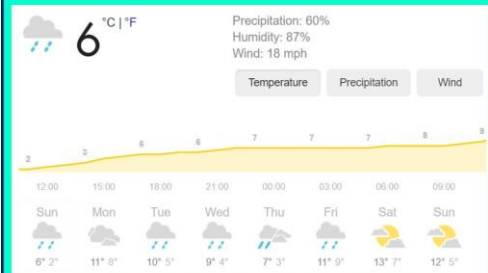 6 °C | °F
Precipitation: 60%
Humidity: 87%
Wind: 18 mph
Temperature Precipitation Wind
2 3 6 6 7 7 7 8 9
12:00 15:00 18:00 21:00 00:00 03:00 06:00 09:00
Sun Mon Tue Wed Thu Fri Sat Sun
6° 2° 11° 8° 10° 5° 9° 4° 7° 3° 11° 9° 13° 7° 12° 5°